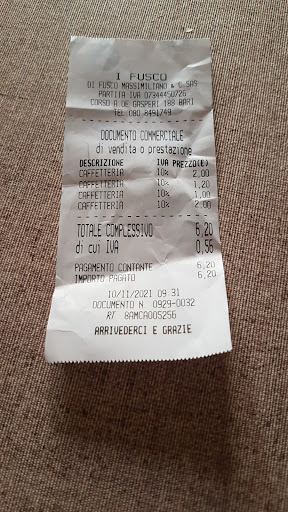 I FUSCO
DI FUSCO MASSIMILIANO & C SAS
PARTITA IVA 07344450726
CORSO A DE GASPERI 188 BARI
TEL 080 8491749
DOCUMENTO COMMERCIALE
di vendita o prestazione
DESCRIZIONE IVA PREZZO(€)
CAFFETTERIA 10% 2,00
CAFFETTERIA 10% 1,20
CAFFETTERIA 10% 1,00
CAFFETTERIA 10% 2,00
TOTALE COMPLESSIVO 6,20
di cui IVA 0,56
PAGAMENTO CONTANTE 6,20
IMPORTO PAGATO 6,20
10/11/2021 09 31
DOCUMENTO N 0929-0032
RT 8AMCA005256
ARRIVEDERCI E GRAZIE